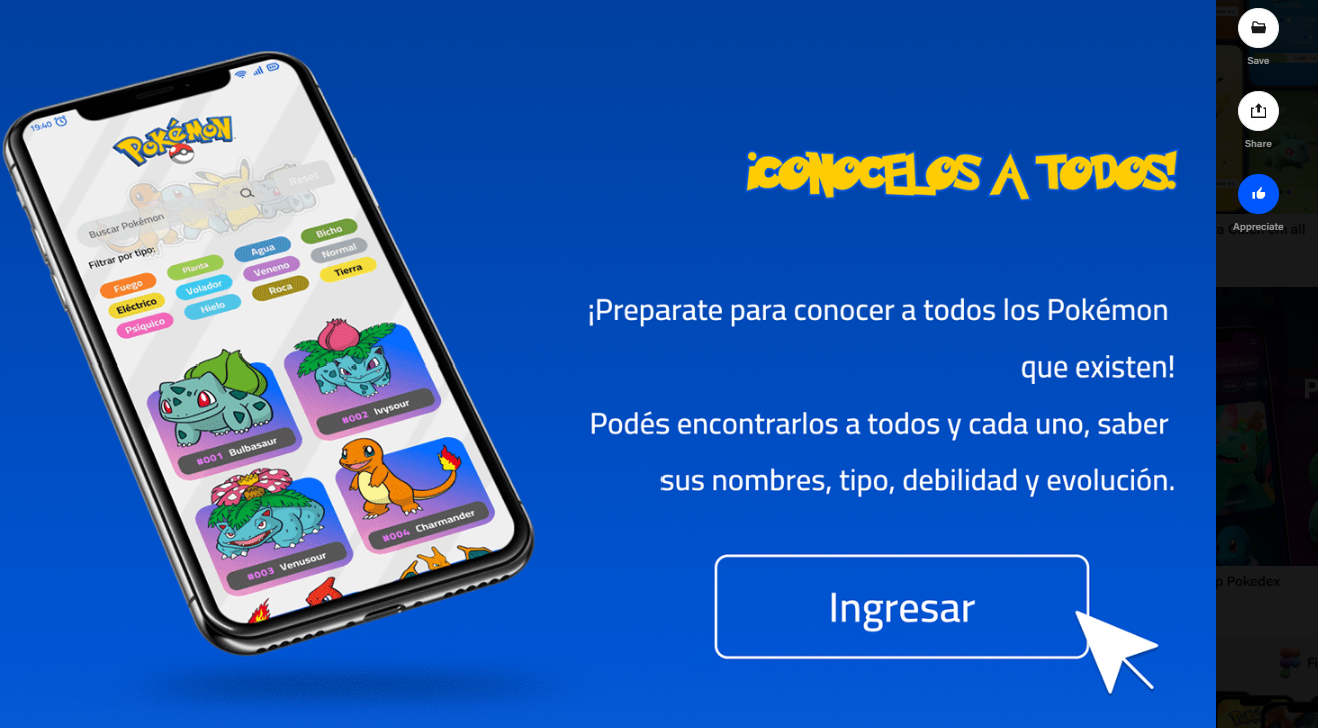 19:40
POKéMON
Reset
Buscar Pokémon
Filtrar por tipo:
Fuego Planta Agua Bicho
Eléctrico Volador Veneno Normal
Psiquico Hielo Roca Tierra
#001 Bulbasaur
#002 Ivysour
#003 Venusour
#004 Charmander
¡CONOCELOS A TODOS!
¡Preparate para conocer a todos los Pokémon
que existen!
Podés encontrarlos a todos y cada uno, saber
sus nombres, tipo, debilidad y evolución.
Ingresar
Save
Share
Appreciate
all
Pokedex